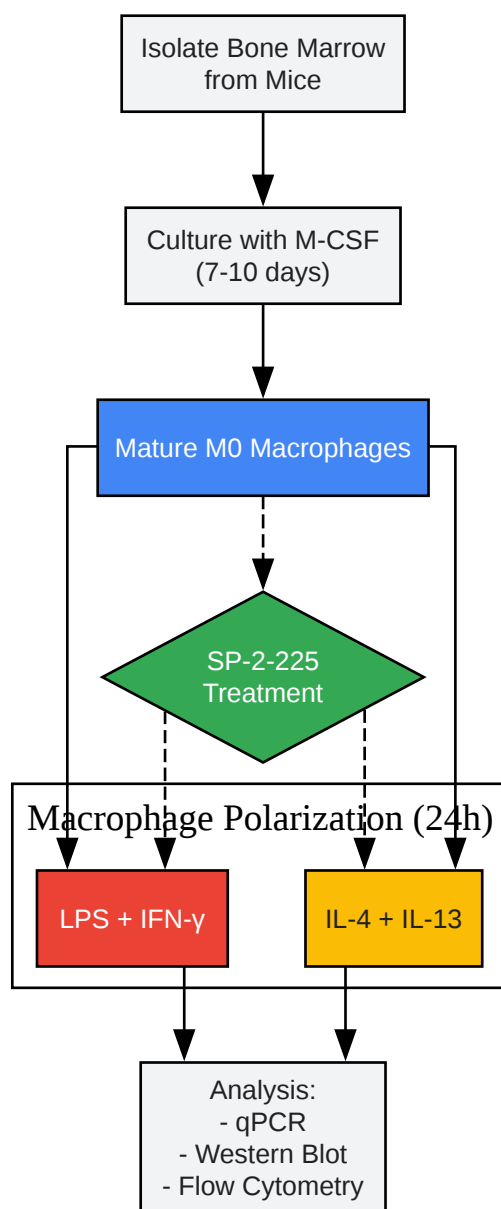 Isolate Bone Marrow
from Mice
Culture with M-CSF
(7-10 days)
Mature M0 Macrophages
SP-2-225
Treatment
Macrophage Polarization (24h)
LPS + IFN-γ
IL-4 + IL-13
Analysis:
- qPCR
- Western Blot
- Flow Cytometry